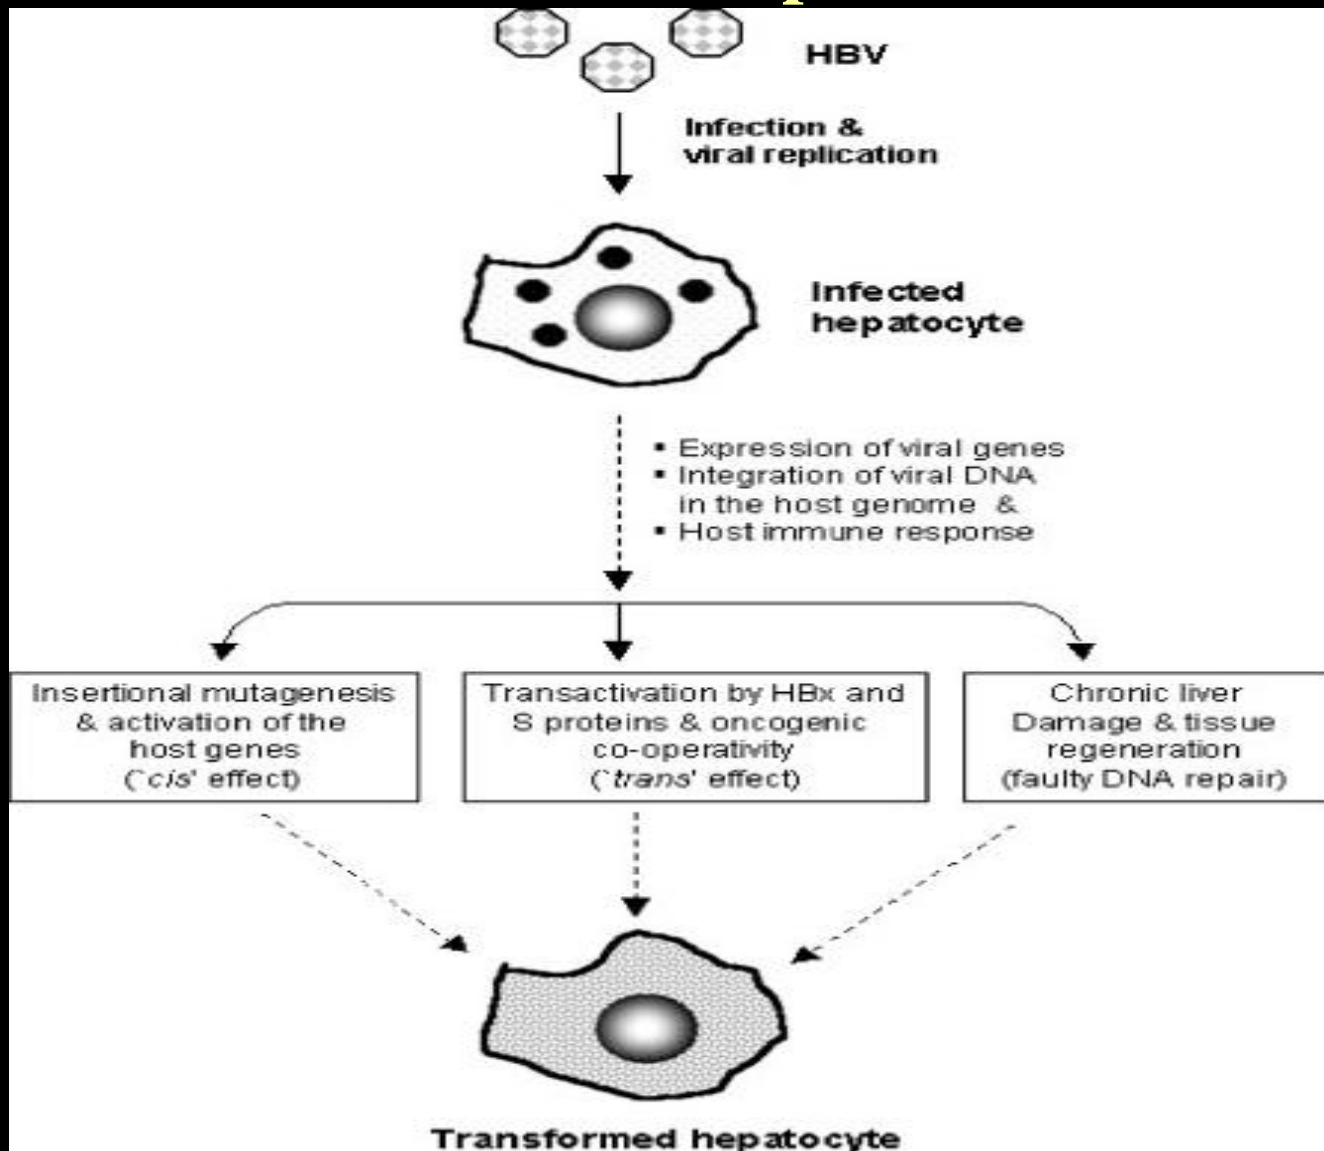 HBV
Infection &
viral replication
Infected
hepatocyte
▪ Expression of viral genes
▪ Integration of viral DNA
in the host genome &
▪ Host immune response
Insertional mutagenesis
& activation of the
host genes
(`cis' effect)
Transactivation by HBx and
S proteins & oncogenic
co-operativity
(`trans' effect)
Chronic liver
Damage & tissue
regeneration
(faulty DNA repair)
Transformed hepatocyte